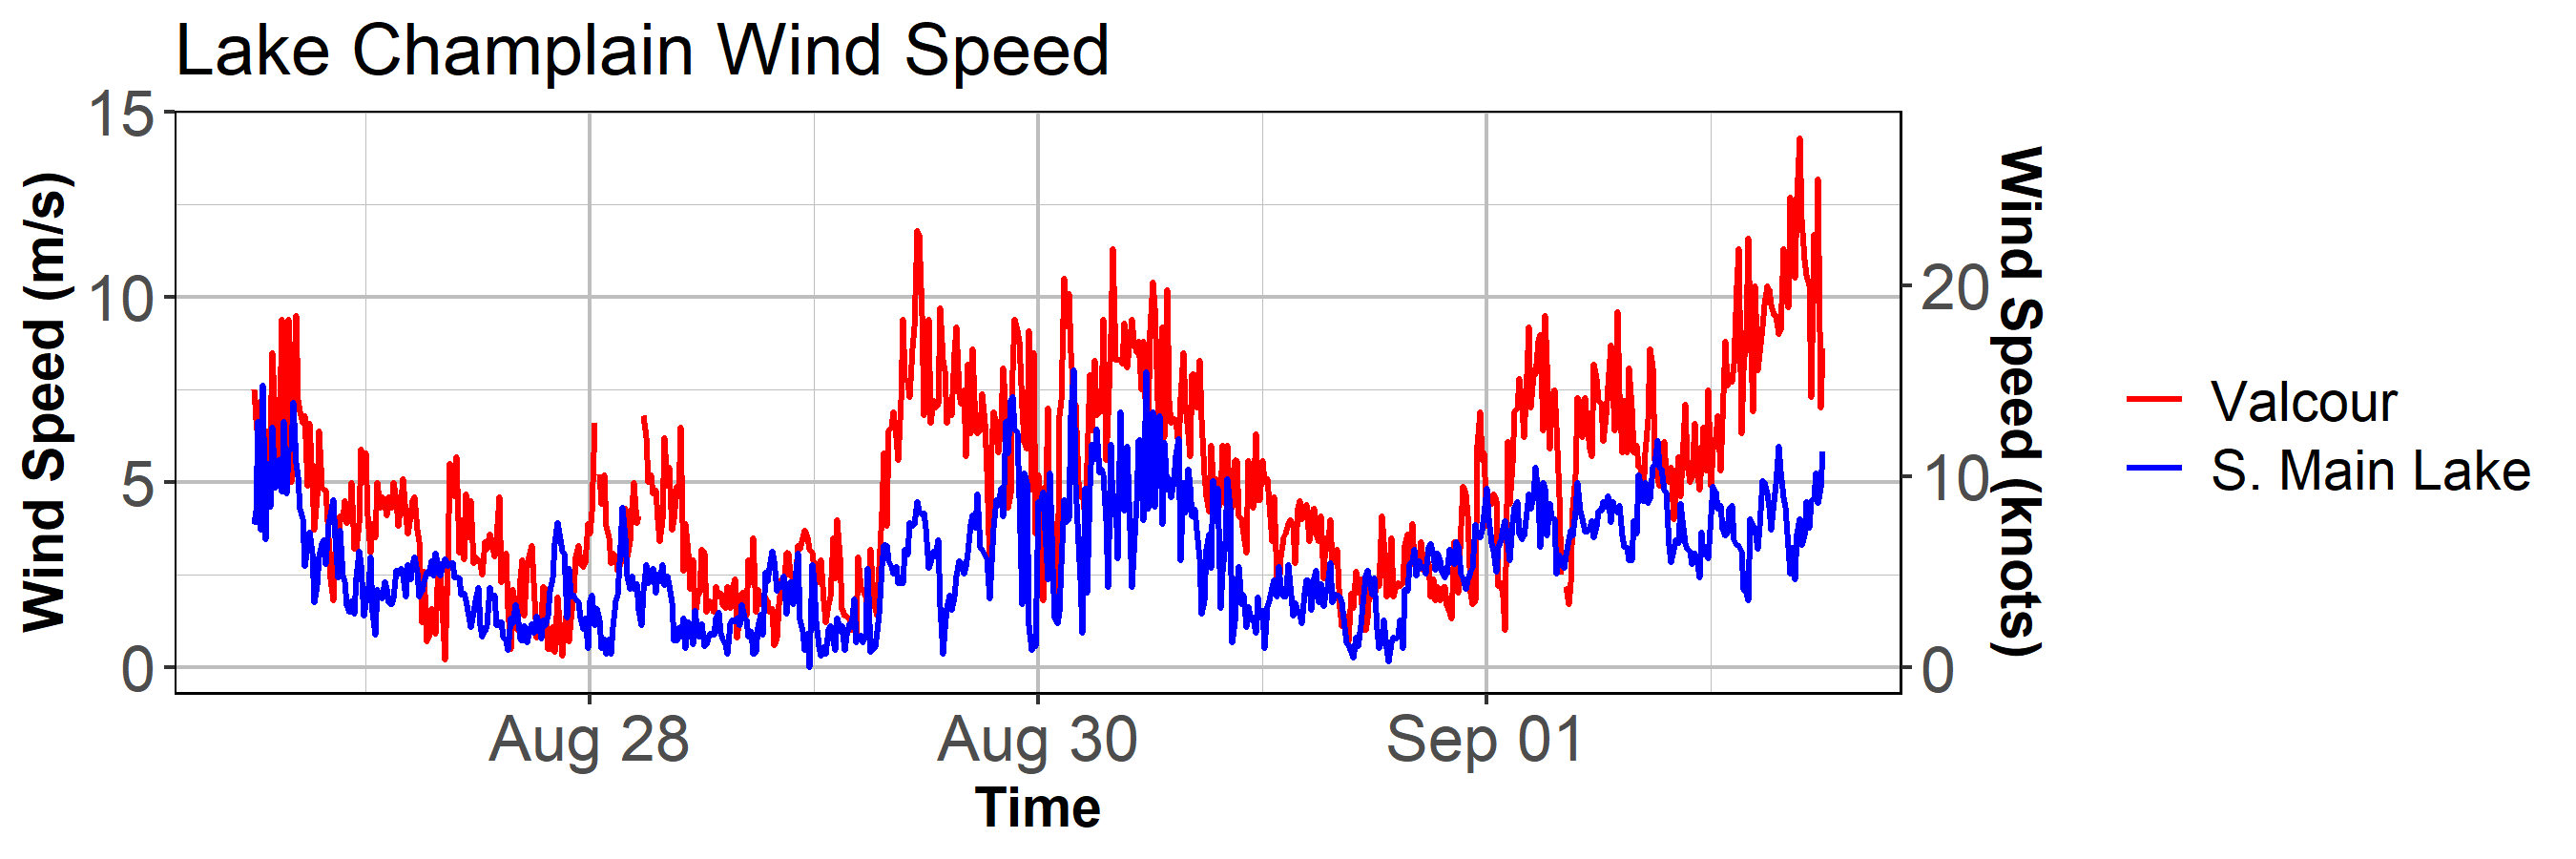 Lake Champlain Wind Speed
Wind Speed (m/s)
15
10
5
0
Wind Speed (knots)
20
10
0
Aug 28
Aug 30
Sep 01
Time
Valcour
S. Main Lake